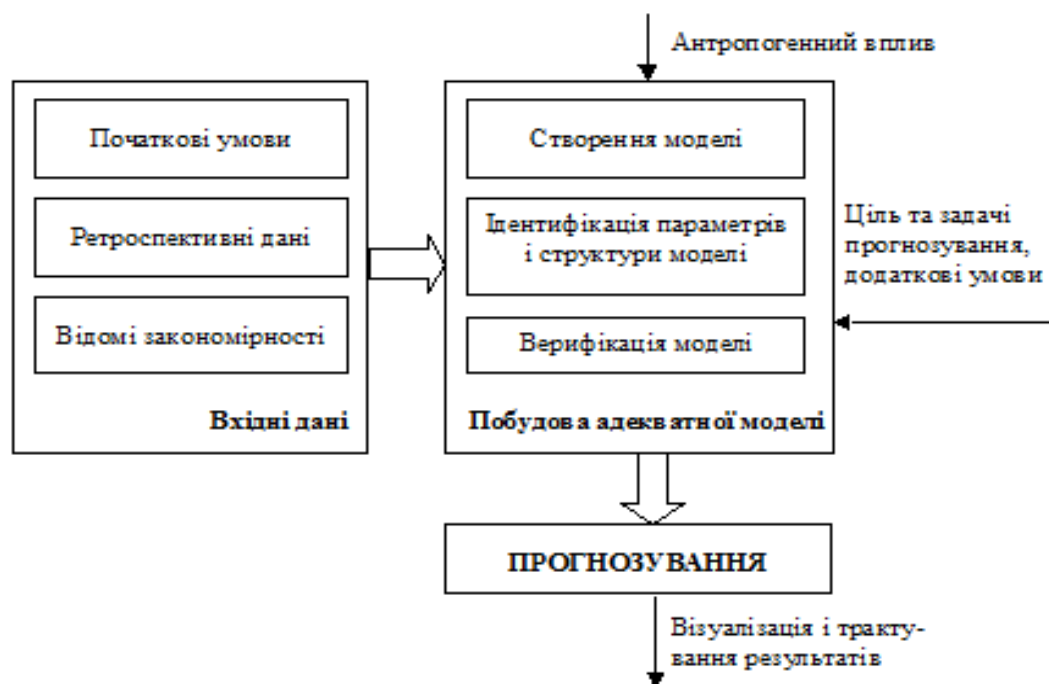 Антропогенний вплив
Початкові умови
Ретроспективні дані
Відомі закономірності
Вхідні дані
Створення моделі
Ідентифікація параметрів
і структури моделі
Верифікація моделі
Побудова адекватної моделі
Ціль та задачі
прогнозування,
додаткові умови
ПРОГНОЗУВАННЯ
Візуалізація і тракту-
вання результатів